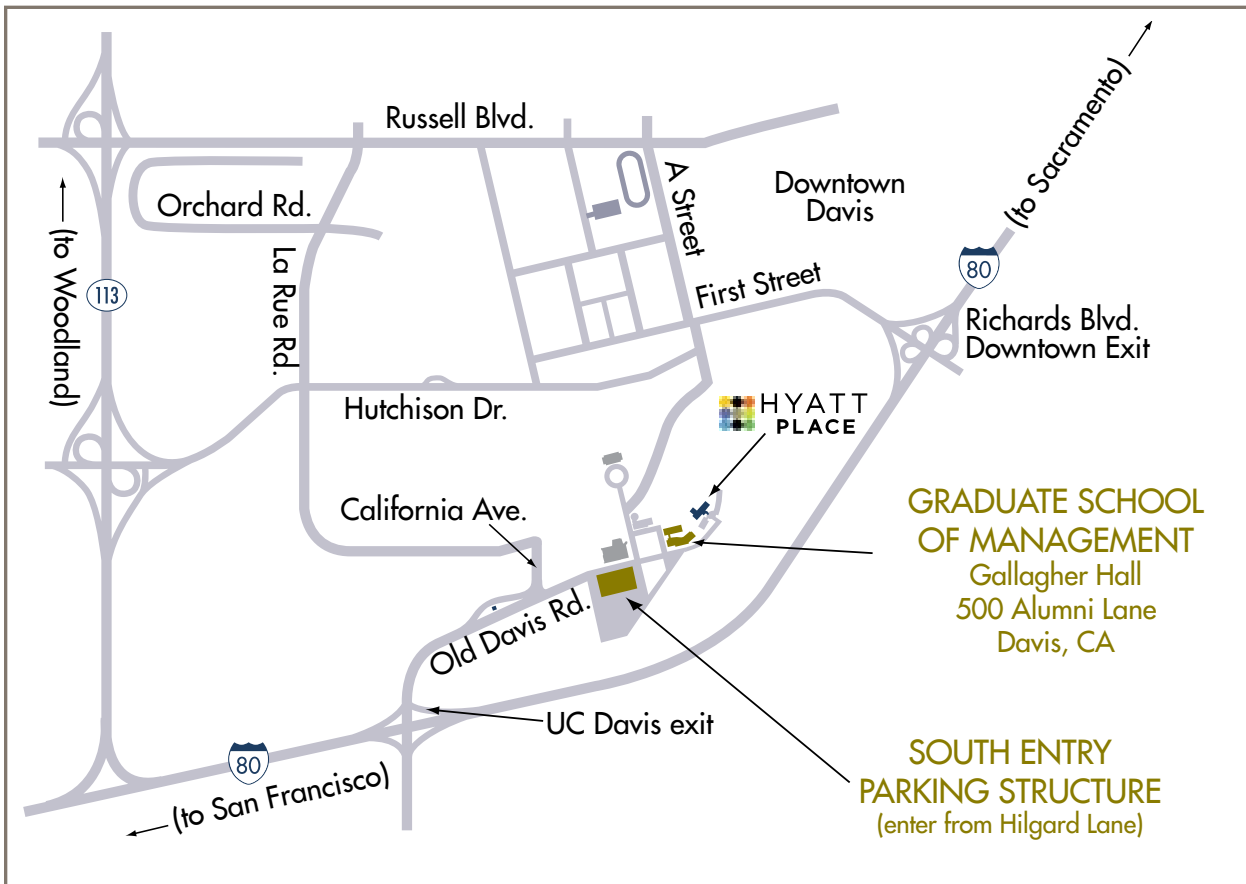 (to Sacramento)
Russell Blvd.
A Street
Downtown
Davis
Orchard Rd.
(to Woodland)
113
La Rue Rd.
80
First Street
Richards Blvd.
Downtown Exit
Hutchison Dr.
HYATT
PLACE
California Ave.
GRADUATE SCHOOL
OF MANAGEMENT
Gallagher Hall
500 Alumni Lane
Davis, CA
Old Davis Rd.
UC Davis exit
80
(to San Francisco)
SOUTH ENTRY
PARKING STRUCTURE
(enter from Hilgard Lane)